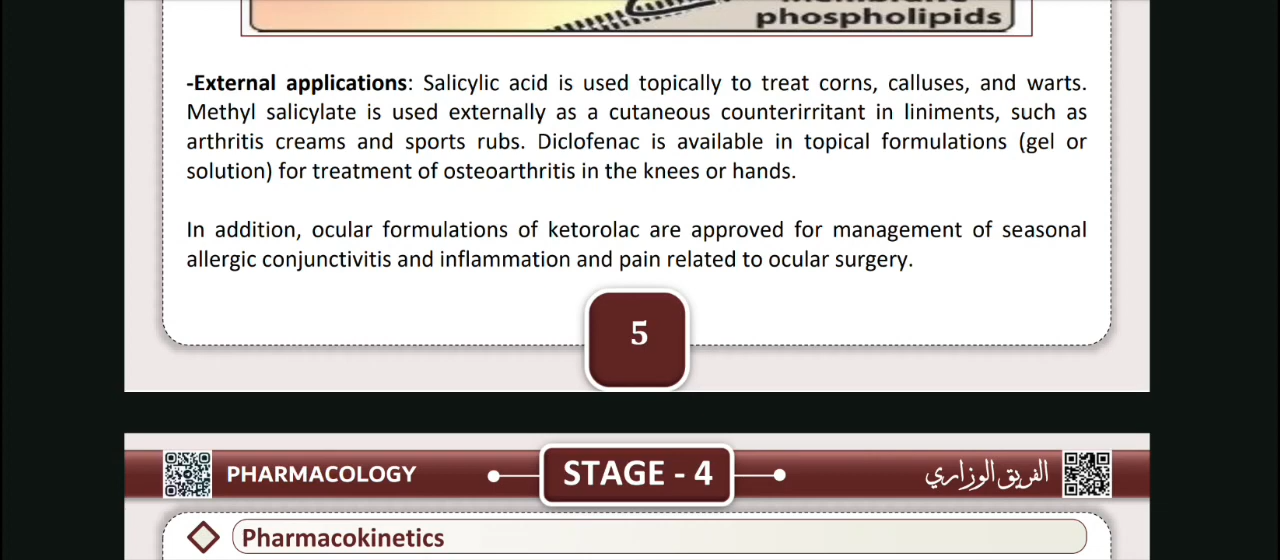 phospholipids
-External applications: Salicylic acid is used topically to treat corns, calluses, and warts.
Methyl salicylate is used externally as a cutaneous counterirritant in liniments, such as
arthritis creams and sports rubs. Diclofenac is available in topical formulations (gel or
solution) for treatment of osteoarthritis in the knees or hands.
In addition, ocular formulations of ketorolac are approved for management of seasonal
allergic conjunctivitis and inflammation and pain related to ocular surgery.
5
PHARMACOLOGY
STAGE - 4
الفريق الوزاري
Pharmacokinetics